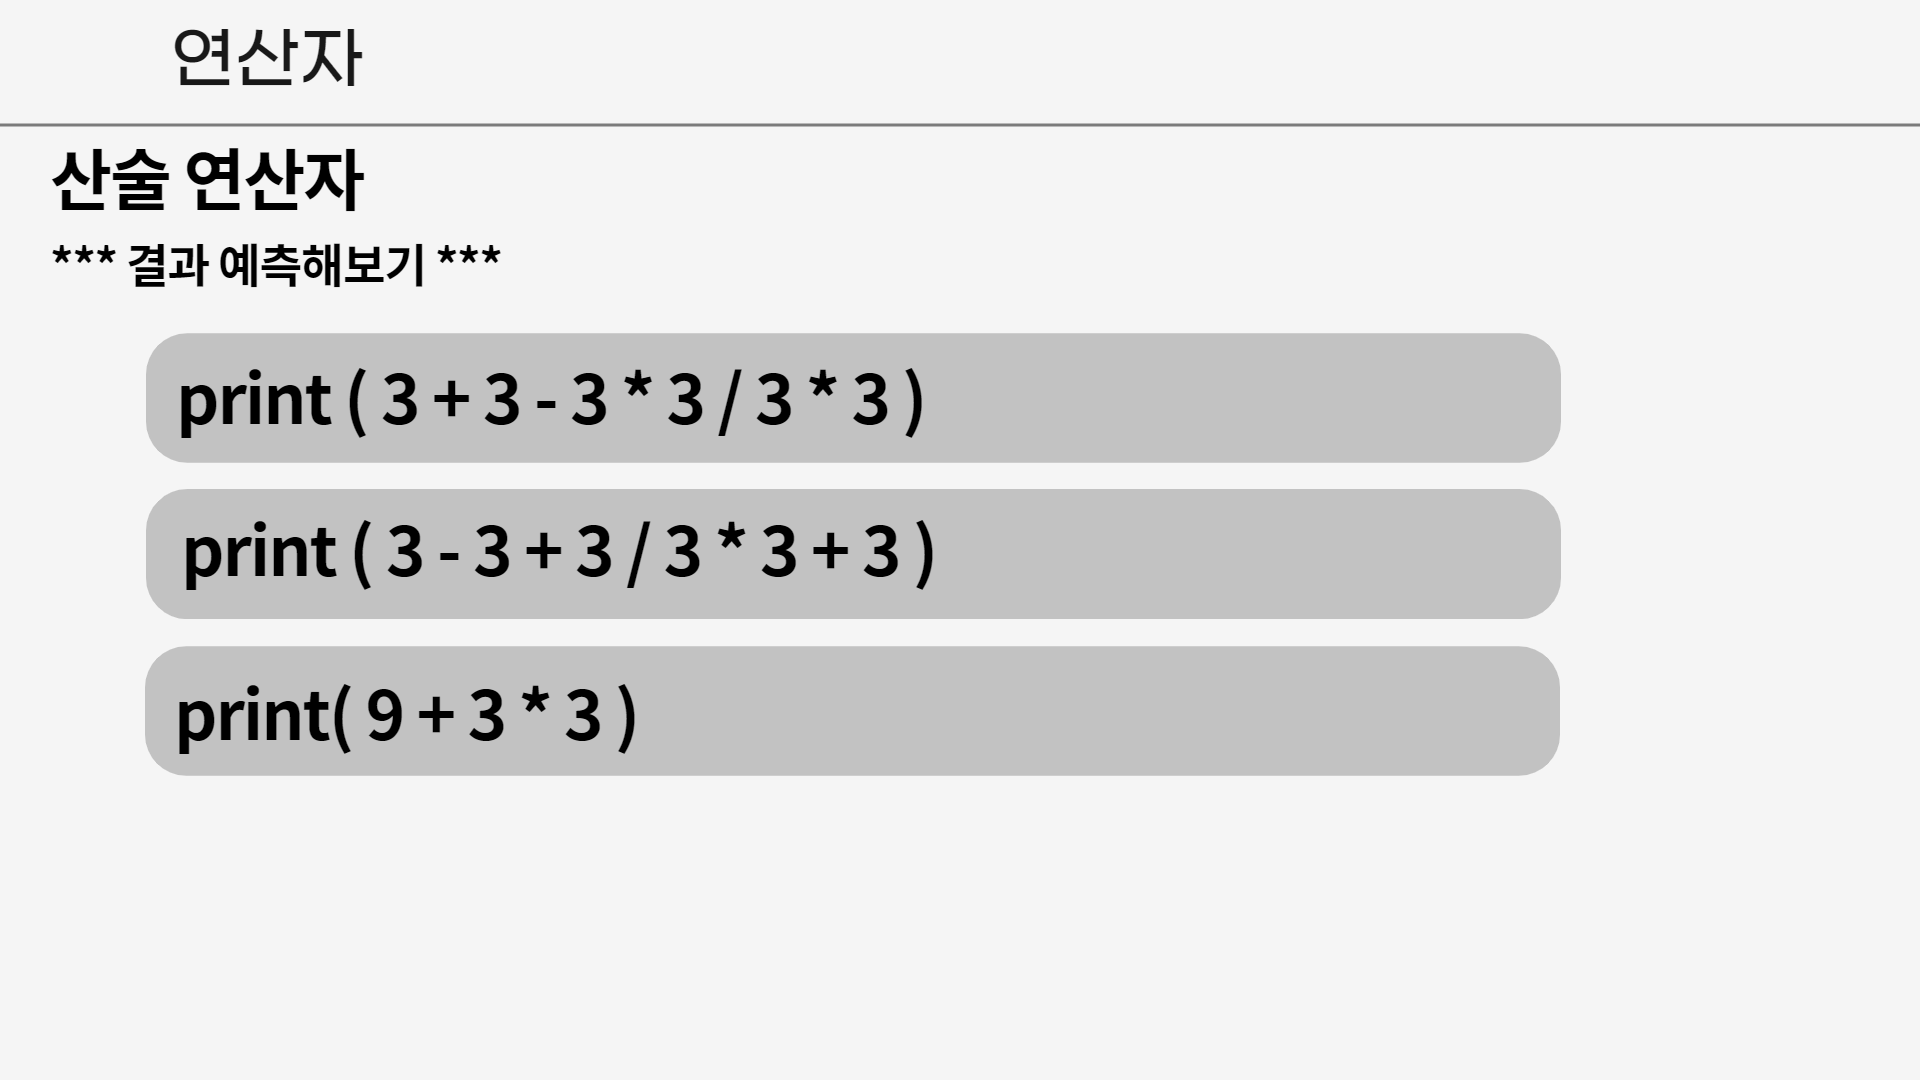 연산자
산술 연산자
*** 결과 예측해보기 ***
print ( 3 + 3 - 3 * 3 / 3 * 3 )
print ( 3 - 3 + 3 / 3 * 3 + 3 )
print( 9 + 3 * 3 )